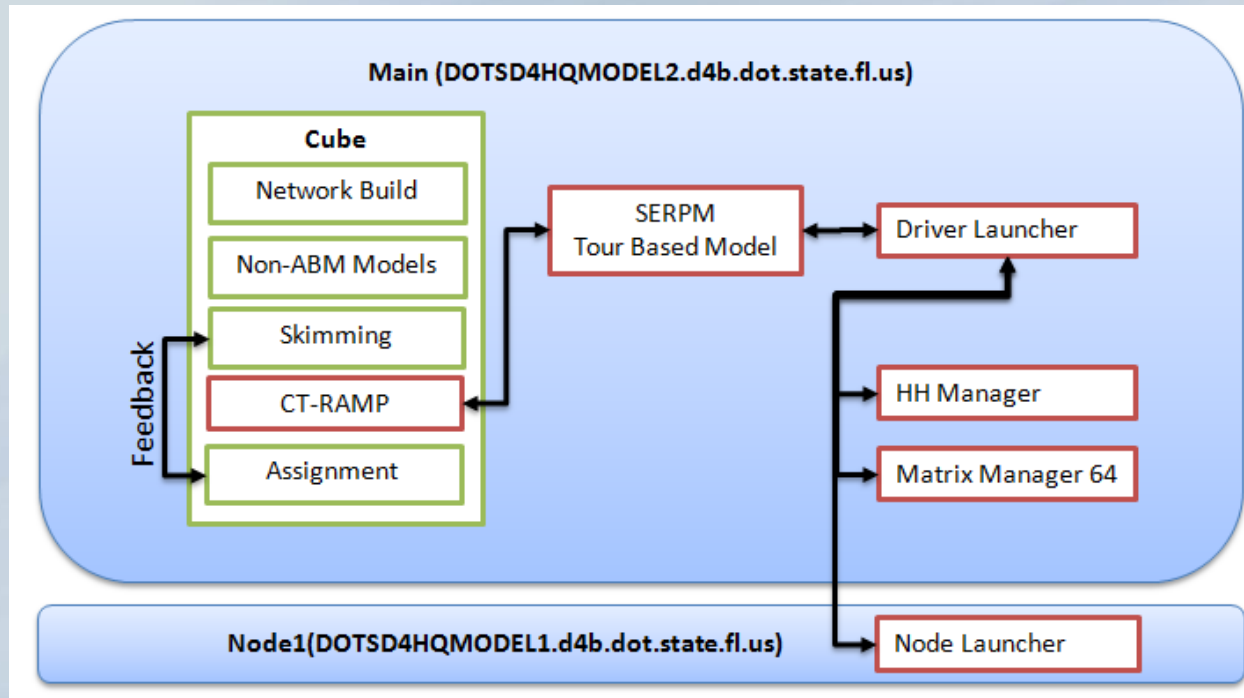 Main (DOTSD4HQMODEL2.d4b.dot.state.fl.us)
Cube
Network Build
Non-ABM Models
Skimming
CT-RAMP
Assignment
Feedback
SERPM
Tour Based Model
Driver Launcher
HH Manager
Matrix Manager 64
Node1(DOTSD4HQMODEL1.d4b.dot.state.fl.us)
Node Launcher